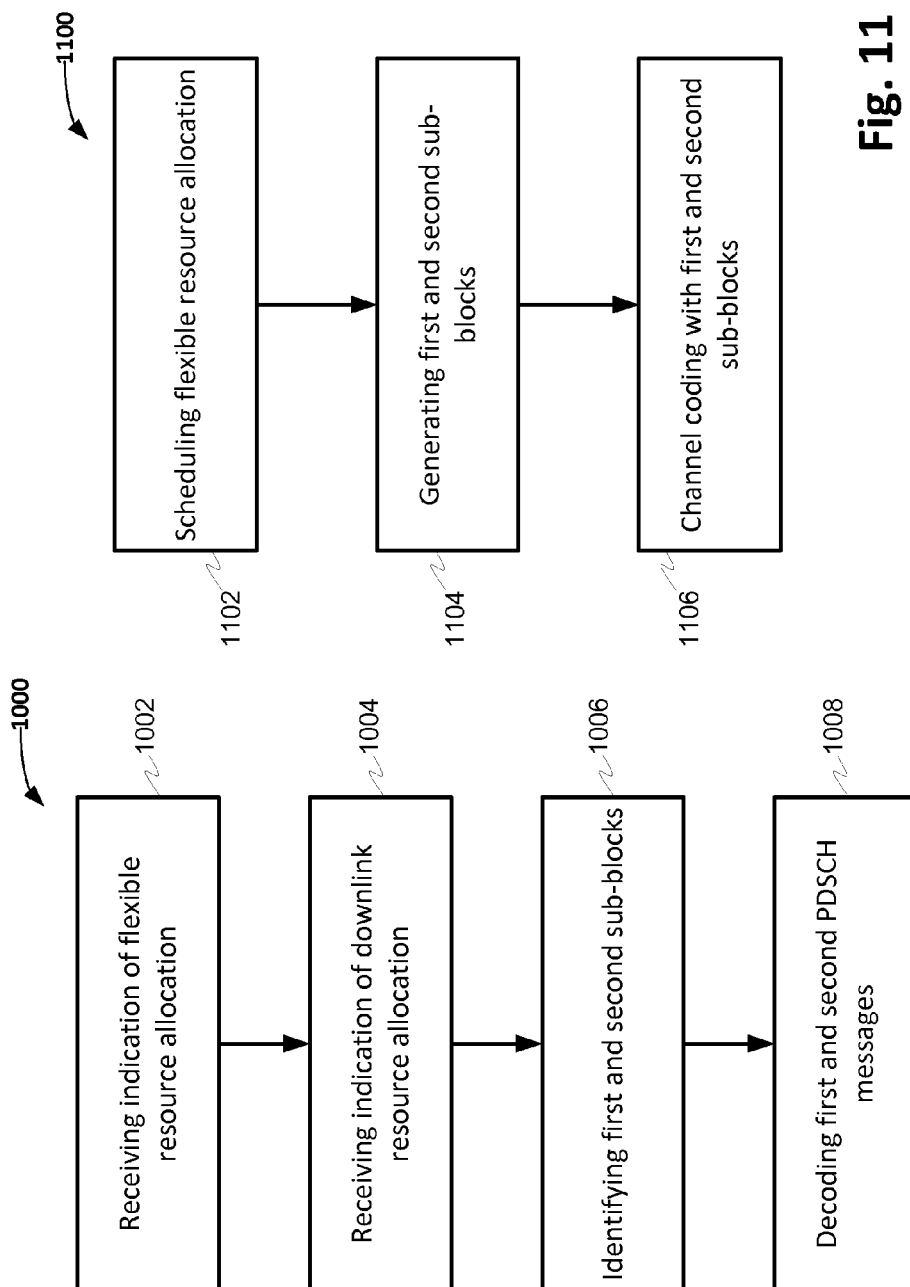 1000
Receiving indication of flexible
resource allocation
1002
Receiving indication of downlink
resource allocation
1004
Identifying first and second sub-blocks
1006
Decoding first and second PDSCH
messages
1008
1100
Scheduling flexible resource allocation
1102
Generating first and second sub-
blocks
1104
Channel coding with first and second
sub-blocks
1106
Fig. 11